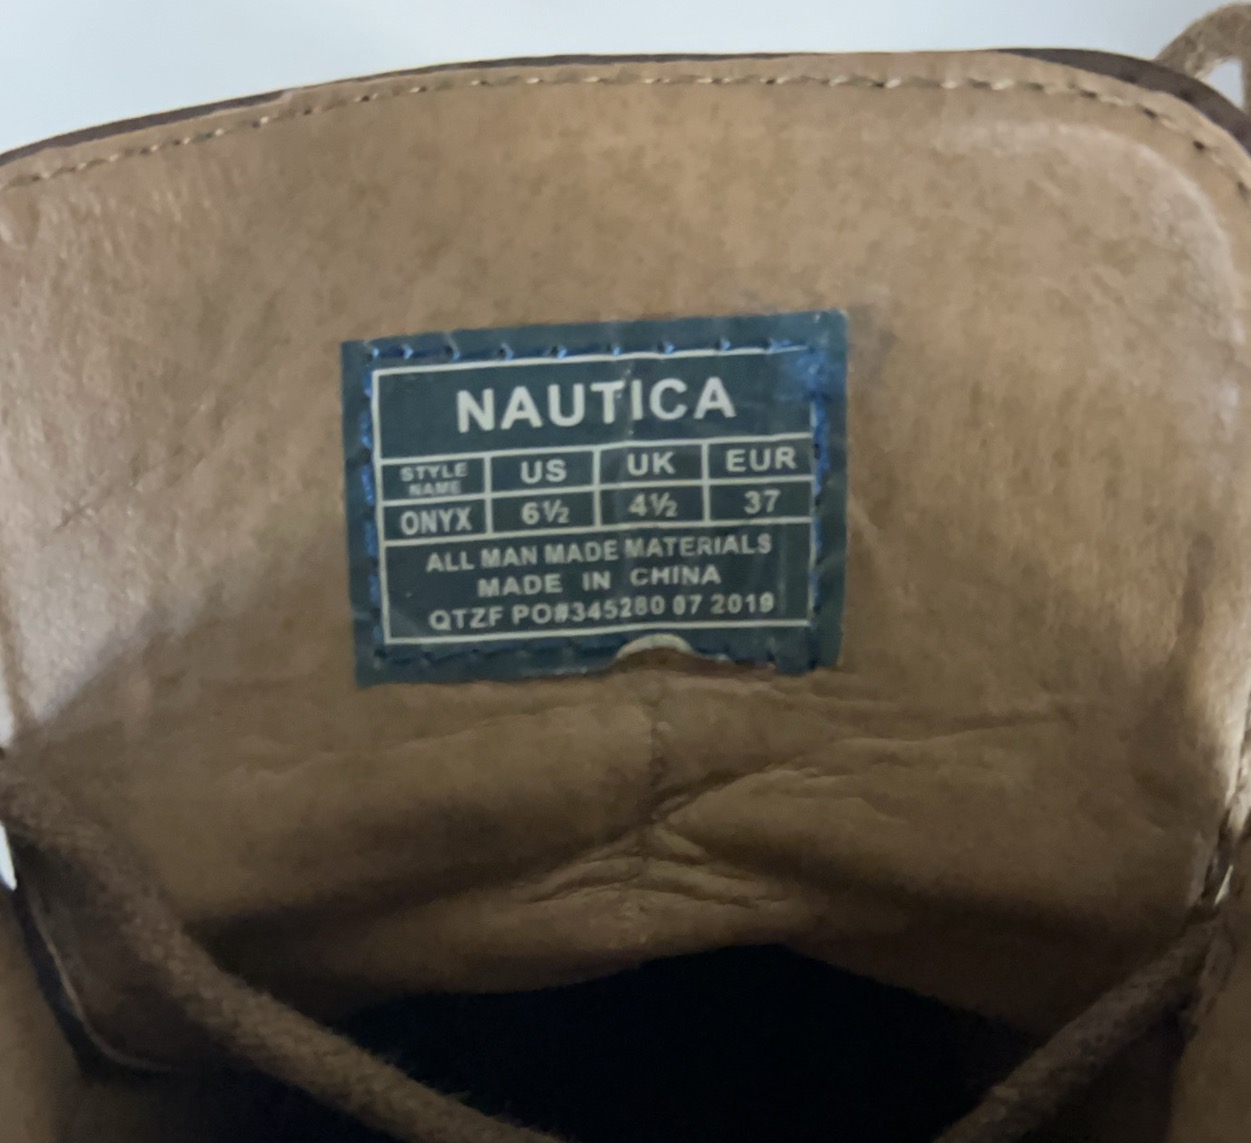 NAUTICA
STYLE NAME US UK EUR
ONYX 6½ 4½ 37
ALL MAN MADE MATERIALS
MADE IN CHINA
QTZF PO#345280 07 2019